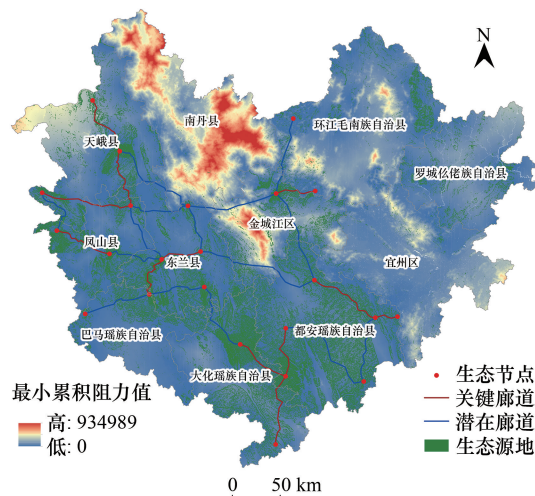 N
南丹县
环江毛南族自治县
天峨县
罗城仫佬族自治县
金城江区
凤山县
东兰县
宜州区
巴马瑶族自治县
都安瑶族自治县
大化瑶族自治县
最小累积阻力值
高: 934989
低: 0
生态节点
关键廊道
潜在廊道
生态源地
0 50 km